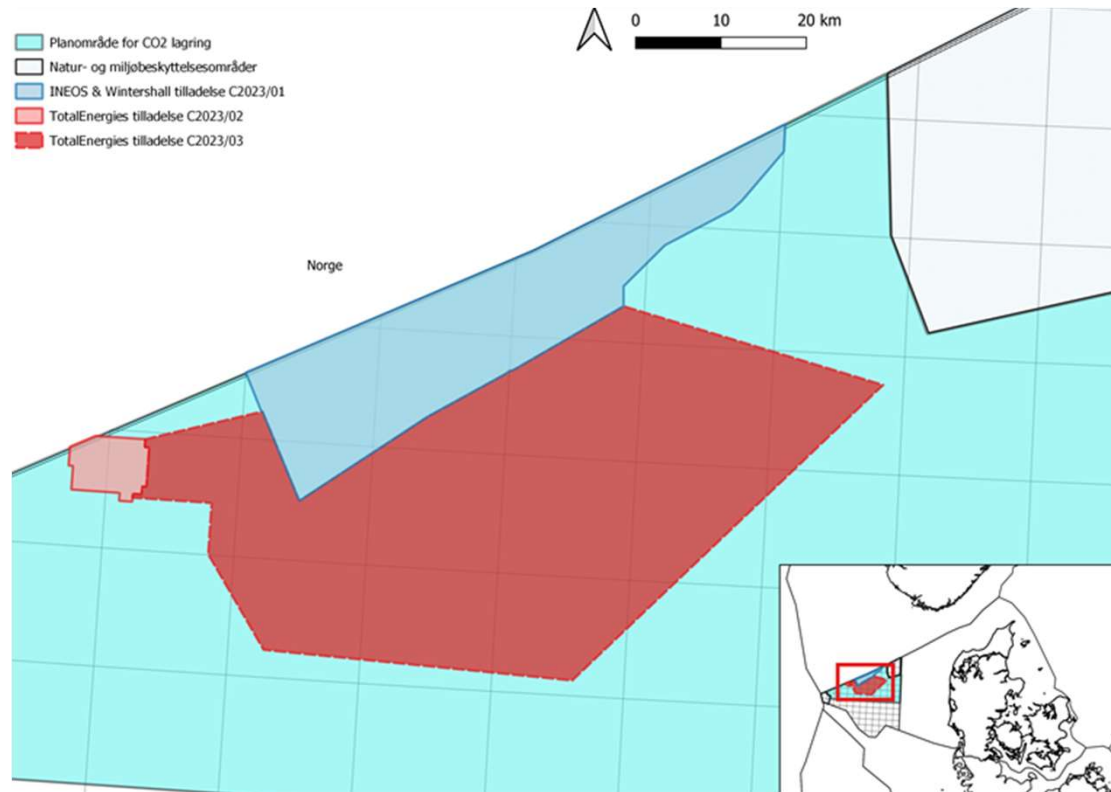 0 10 20 km
Planområde for CO2 lagring
Natur- og miljøbeskyttelsesområder
INEOS & Wintershall tilladelse C2023/01
TotalEnergies tilladelse C2023/02
TotalEnergies tilladelse C2023/03
Norge